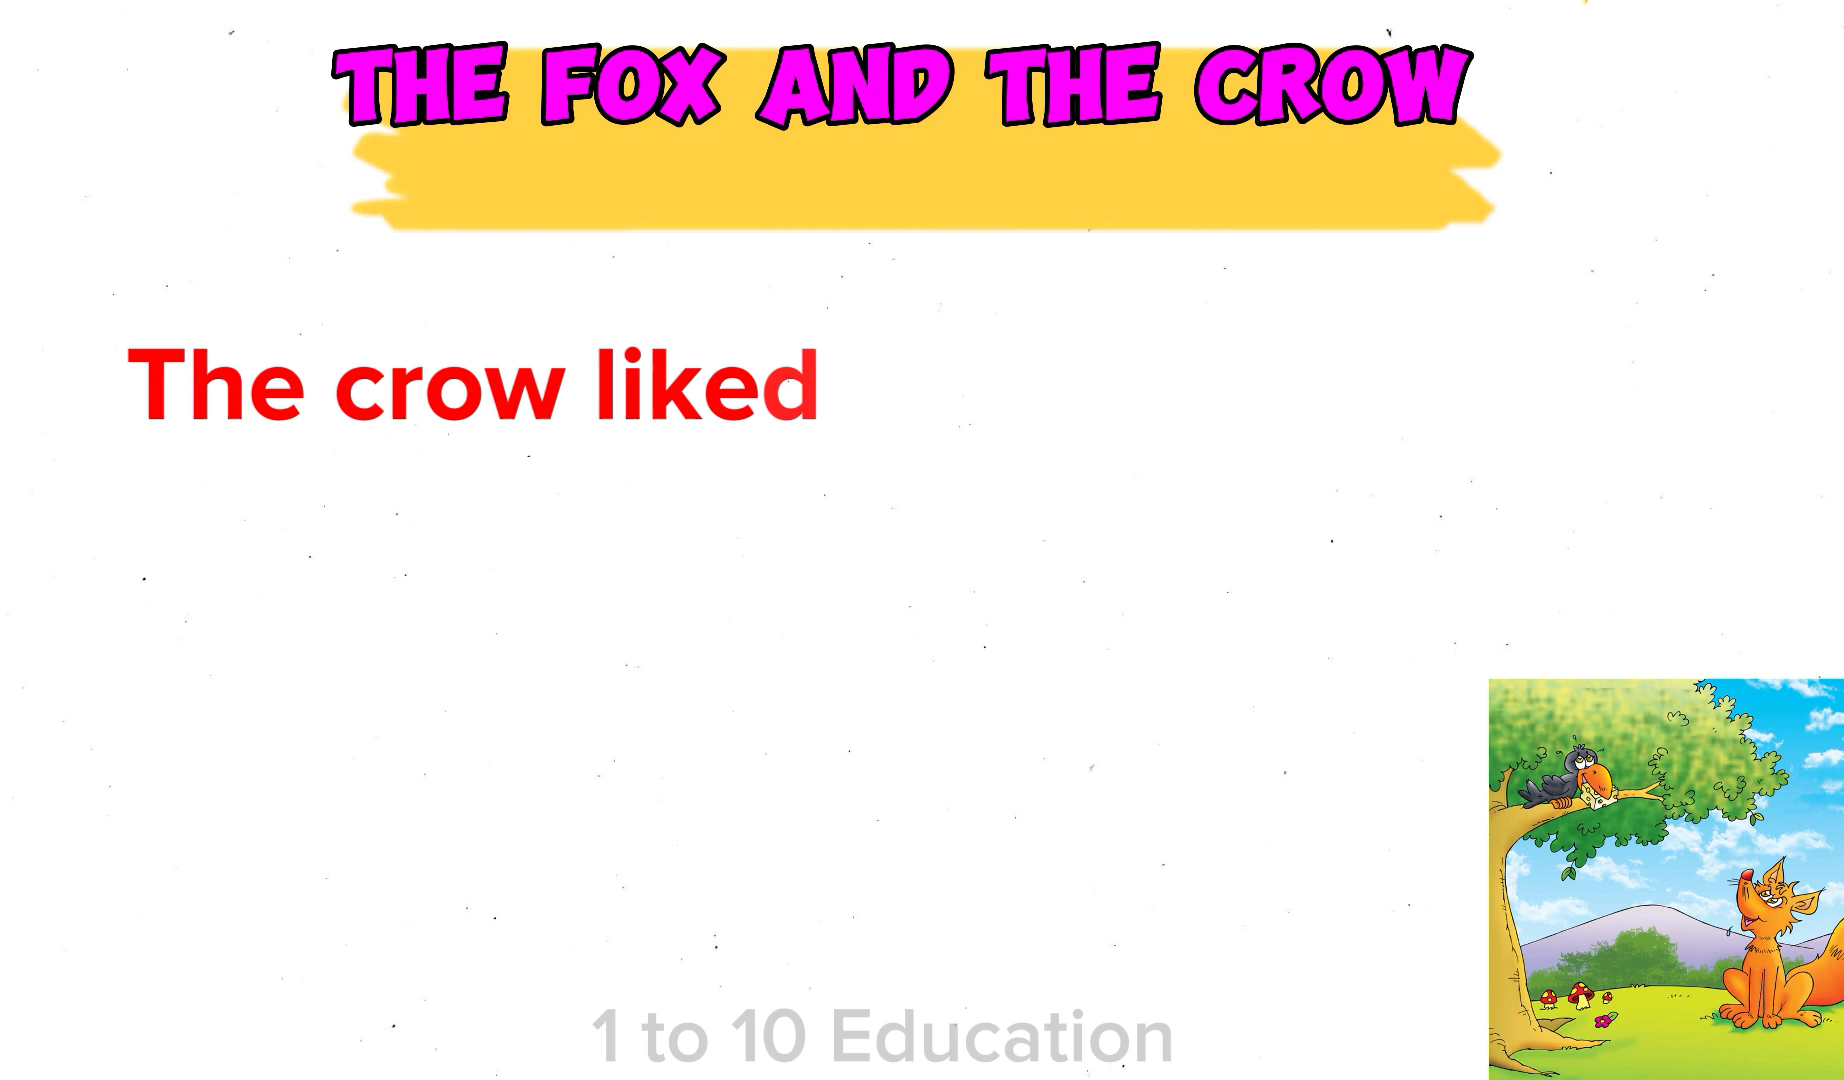 THE FOX AND THE CROW
The crow liked
1 to 10 Education